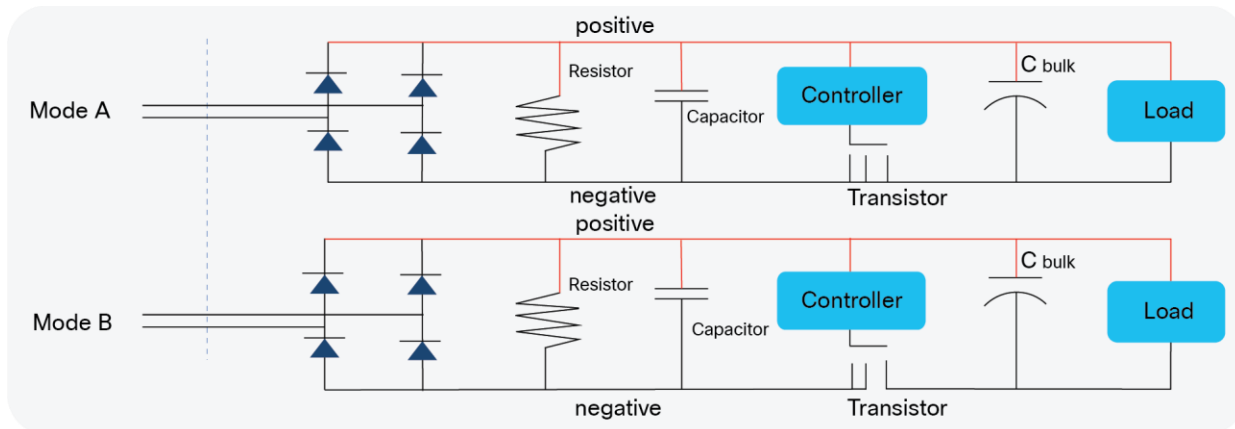 positive
C bulk
Resistor
Controller
Mode A
Capacitor
Load
negative
Transistor
positive
C bulk
Resistor
Controller
Mode B
Capacitor
Load
negative
Transistor